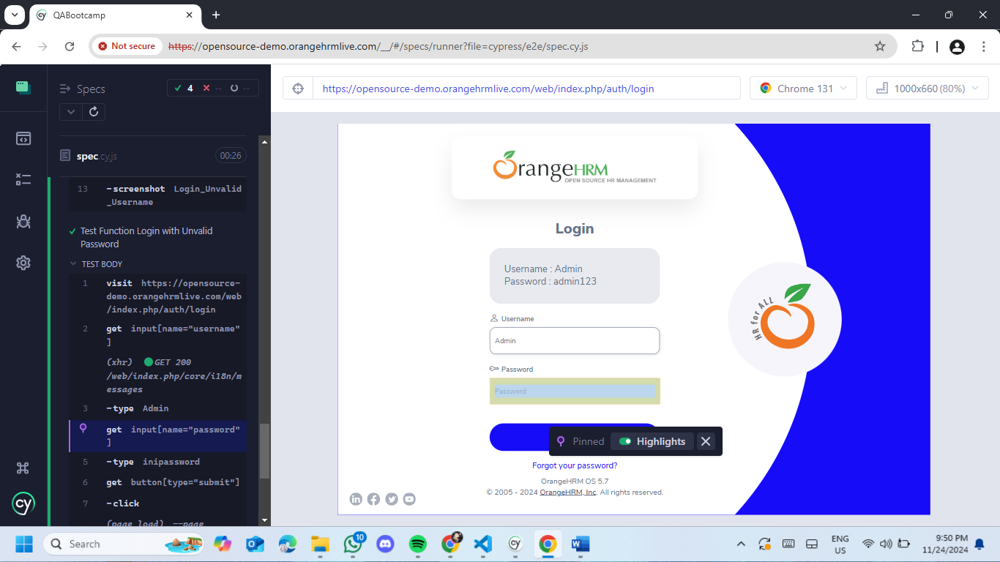 QABootcamp
Not secure
https://opensource-demo.orangehrmlive.com/__/#/specs/runner?file=cypress/e2e/spec.cy.js
Specs
4 -- --
spec.cy.js 00:26
13 -screenshot Login_Unvalid
_Username
Test Function Login with Unvalid
Password
TEST BODY
1 visit https://opensource-
demo.orangehrmlive.com/web
/index.php/auth/login
2 get input[name="username"
]
(xhr) GET 200
/web/index.php/core/i18n/m
essages
3 -type Admin
get input[name="password"
]
5 -type inipassword
6 get button[type="submit"]
7 -click
(page load) --page
cy
https://opensource-demo.orangehrmlive.com/web/index.php/auth/login
Chrome 131
1000x660 (80%)
OrangeHRM
OPEN SOURCE HR MANAGEMENT
Login
Username : Admin
Password : admin123
Username
Admin
Password
Password
Pinned Highlights
Forgot your password?
OrangeHRM OS 5.7
© 2005 - 2024 OrangeHRM, Inc. All rights reserved.
HR for ALL
Search
10
ENG
US
9:50 PM
11/24/2024